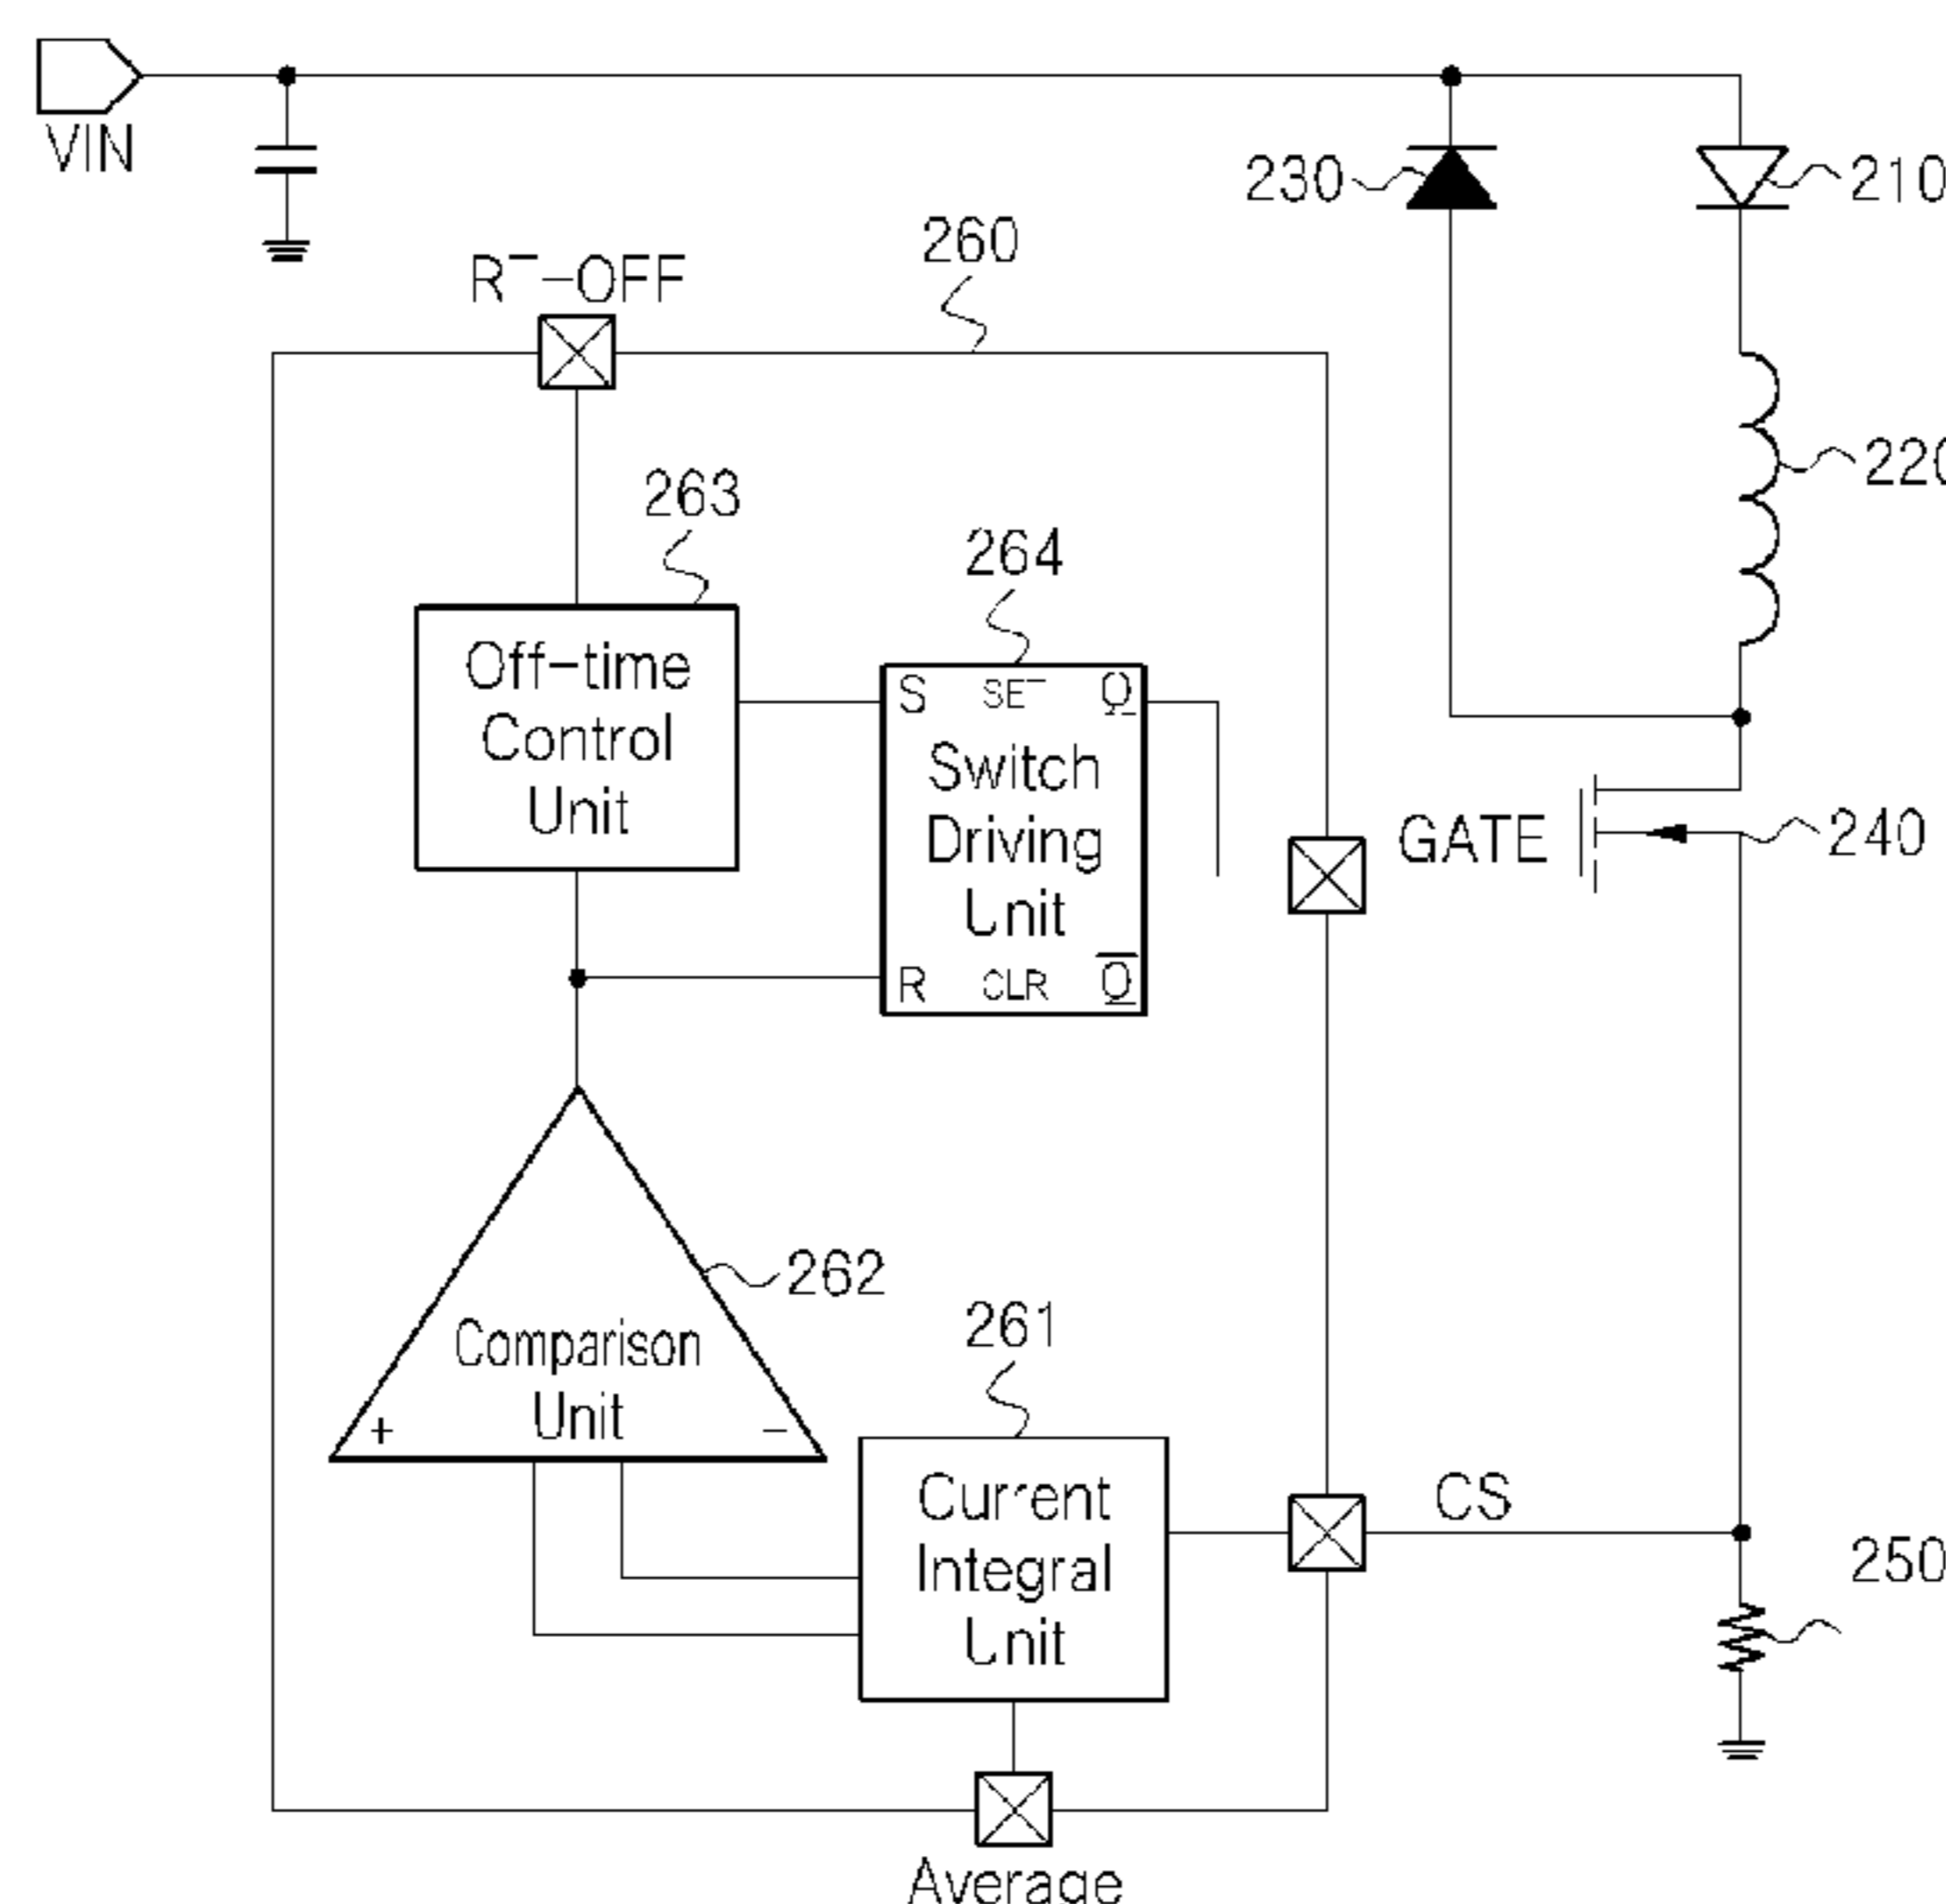 VIN
230
210
260
R⁻-OFF
263
264
220
Off-time
Control
Unit
S SET Q
Switch
Driving
Unit
R CLR Q
GATE
240
262
261
Comparison
Unit
+ −
Current
Integral
Unit
CS
250
Average